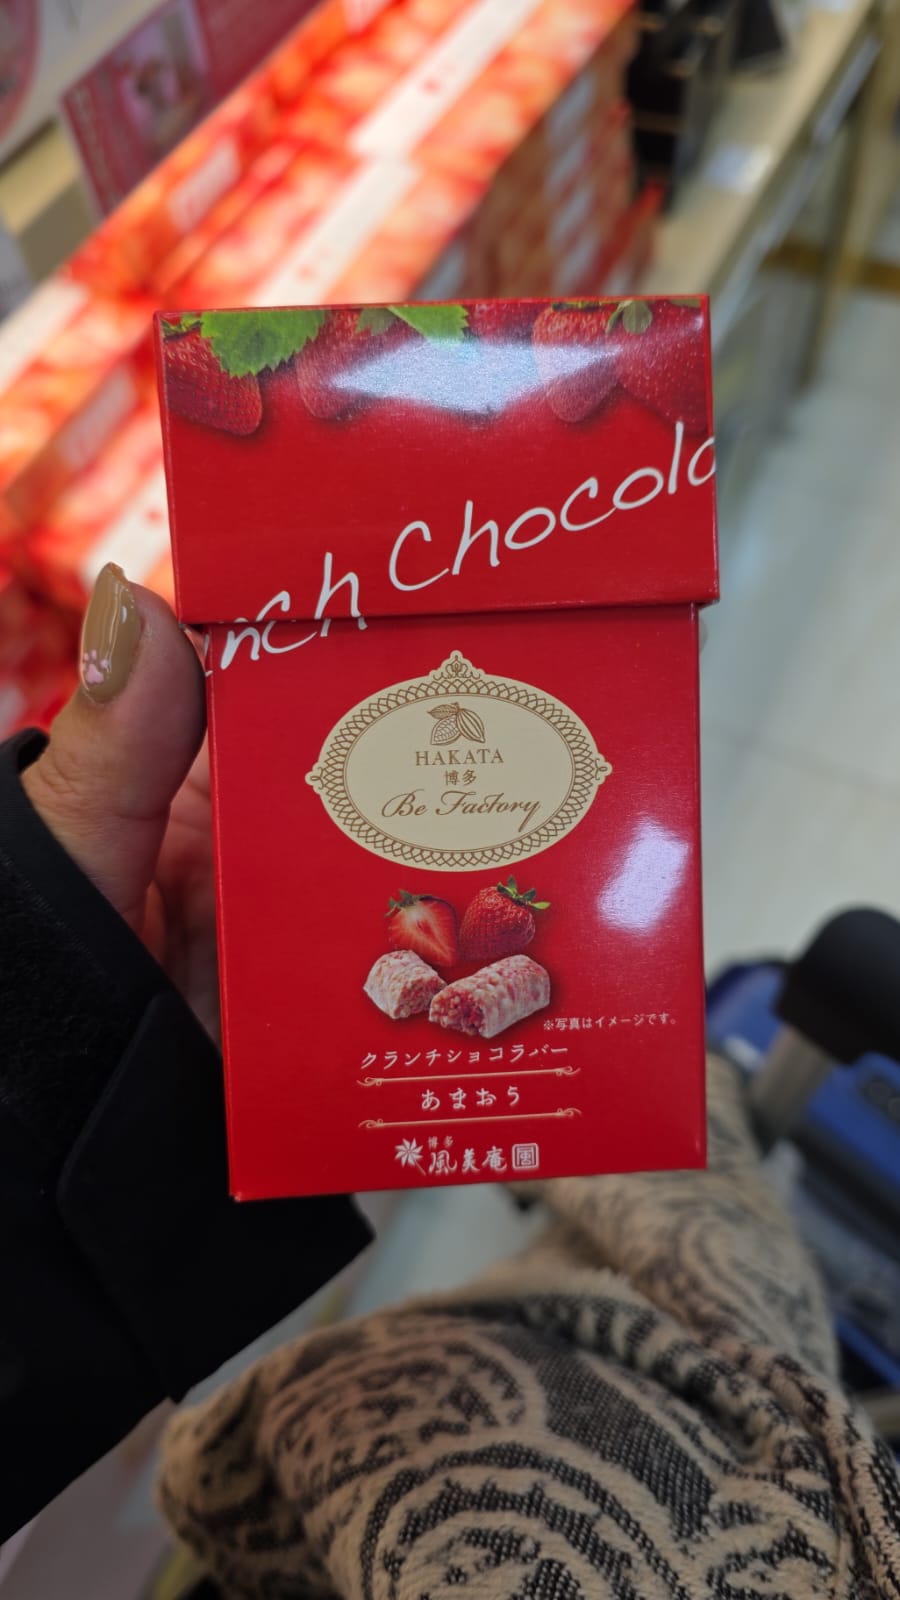 nch Chocola
HAKATA
博多
Be Factory
※写真はイメージです。
クランチショコラバー
あまおう
博多
風美庵